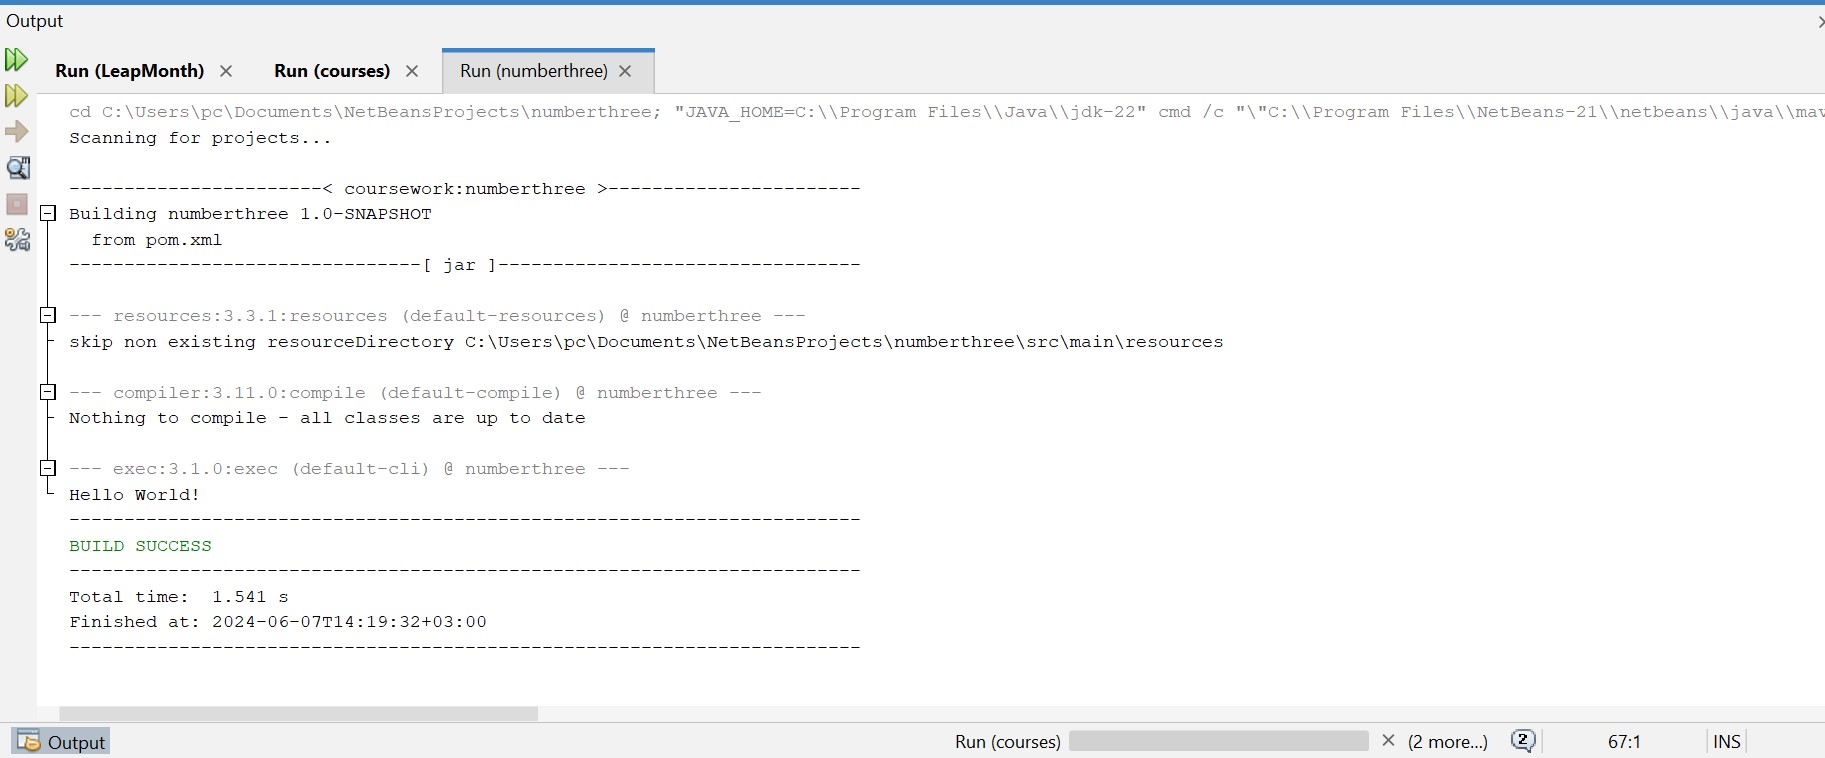 Output
Run (LeapMonth) × Run (courses) × Run (numberthree) ×
cd C:\Users\pc\Documents\NetBeansProjects\numberthree; "JAVA_HOME=C:\\Program Files\\Java\\jdk-22" cmd /c "\"C:\\Program Files\\NetBeans-21\\netbeans\\java\\mav
Scanning for projects...
-----------------------< coursework:numberthree >-----------------------
Building numberthree 1.0-SNAPSHOT
  from pom.xml
--------------------------------[ jar ]---------------------------------
--- resources:3.3.1:resources (default-resources) @ numberthree ---
skip non existing resourceDirectory C:\Users\pc\Documents\NetBeansProjects\numberthree\src\main\resources
--- compiler:3.11.0:compile (default-compile) @ numberthree ---
Nothing to compile - all classes are up to date
--- exec:3.1.0:exec (default-cli) @ numberthree ---
Hello World!
------------------------------------------------------------------------
BUILD SUCCESS
------------------------------------------------------------------------
Total time:  1.541 s
Finished at: 2024-06-07T14:19:32+03:00
------------------------------------------------------------------------
Output Run (courses) × (2 more...) 2 67:1 INS